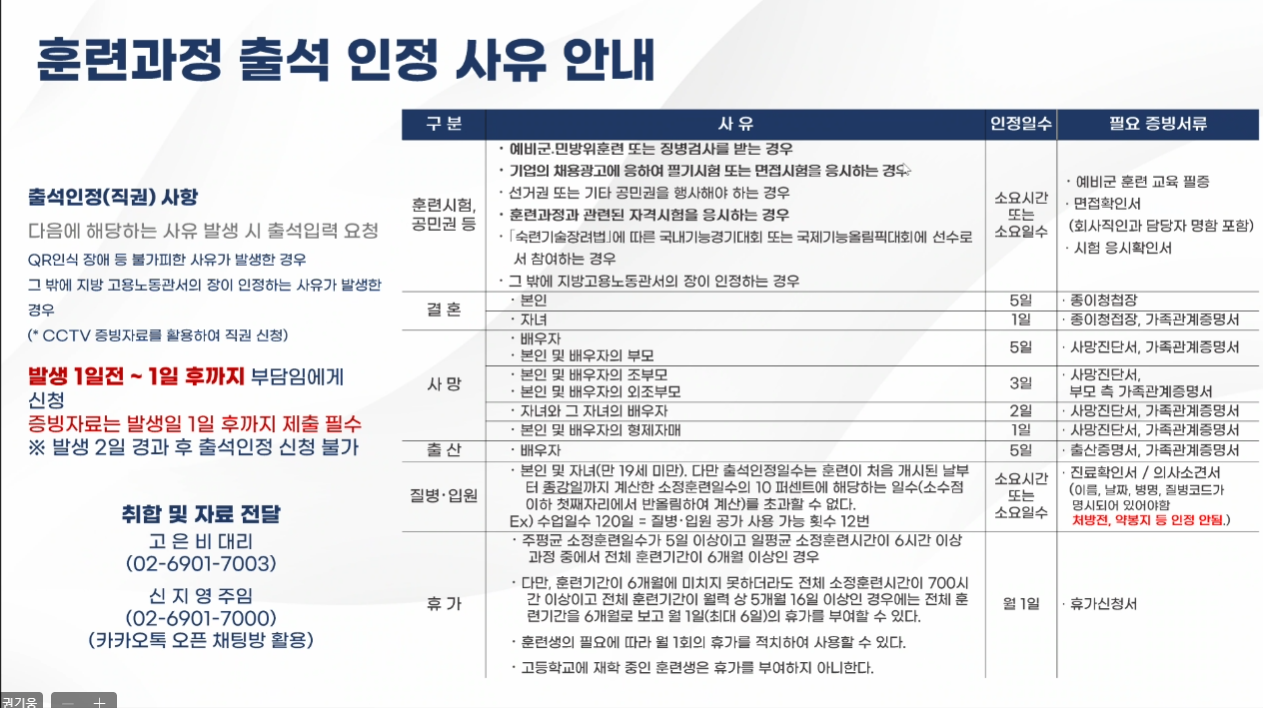 훈련과정 출석 인정 사유 안내
출석인정(직권) 사항
다음에 해당하는 사유 발생 시 출석입력 요청
QR인식 장애 등 불가피한 사유가 발생한 경우
그 밖에 지방 고용노동관서의 장이 인정하는 사유가 발생한
경우
(* CCTV 증빙자료를 활용하여 직권 신청)
발생 1일전 ~ 1일 후까지 부담임에게
신청
증빙자료는 발생일 1일 후까지 제출 필수
※ 발생 2일 경과 후 출석인정 신청 불가
취합 및 자료 전달
고 은 비 대리
(02-6901-7003)
신 지 영 주임
(02-6901-7000)
(카카오톡 오픈 채팅방 활용)
구 분 사 유 인정일수 필요 증빙서류
훈련시험,
공민권 등
· 예비군.민방위훈련 또는 징병검사를 받는 경우
· 기업의 채용광고에 응하여 필기시험 또는 면접시험을 응시하는 경우
· 선거권 또는 기타 공민권을 행사해야 하는 경우
· 훈련과정과 관련된 자격시험을 응시하는 경우
· 「숙련기술장려법」에 따른 국내기능경기대회 또는 국제기능올림픽대회에 선수로
서 참여하는 경우
· 그 밖에 지방고용노동관서의 장이 인정하는 경우
소요시간
또는
소요일수
· 예비군 훈련 교육 필증
· 면접확인서
(회사직인과 담당자 명함 포함)
· 시험 응시확인서
결 혼
· 본인 5일 · 종이청첩장
· 자녀 1일 · 종이청접장, 가족관계증명서
사 망
· 배우자
· 본인 및 배우자의 부모
5일 · 사망진단서, 가족관계증명서
· 본인 및 배우자의 조부모
· 본인 및 배우자의 외조부모
3일
· 사망진단서,
부모 측 가족관계증명서
· 자녀와 그 자녀의 배우자 2일 · 사망진단서, 가족관계증명서
· 본인 및 배우자의 형제자매 1일 · 사망진단서, 가족관계증명서
출 산 · 배우자 5일 · 출산증명서, 가족관계증명서
질병·입원
· 본인 및 자녀(만 19세 미만). 다만 출석인정일수는 훈련이 처음 개시된 날부
터 종강일까지 계산한 소정훈련일수의 10 퍼센트에 해당하는 일수(소수점
이하 첫째자리에서 반올림하여 계산)를 초과할 수 없다.
Ex) 수업일수 120일 = 질병·입원 공가 사용 가능 횟수 12번
소요시간
또는
소요일수
· 진료확인서 / 의사소견서
(이름, 날짜, 병명, 질병코드가
명시되어 있어야함
처방전, 약봉지 등 인정 안됨.)
휴 가
· 주평균 소정훈련일수가 5일 이상이고 일평균 소정훈련시간이 6시간 이상
과정 중에서 전체 훈련기간이 6개월 이상인 경우
· 다만, 훈련기간이 6개월에 미치지 못하더라도 전체 소정훈련시간이 700시
간 이상이고 전체 훈련기간이 월력 상 5개월 16일 이상인 경우에는 전체 훈
련기간을 6개월로 보고 월 1일(최대 6일)의 휴가를 부여할 수 있다.
· 훈련생의 필요에 따라 월 1회의 휴가를 적치하여 사용할 수 있다.
· 고등학교에 재학 중인 훈련생은 휴가를 부여하지 아니한다.
월 1일 · 휴가신청서
권기웅